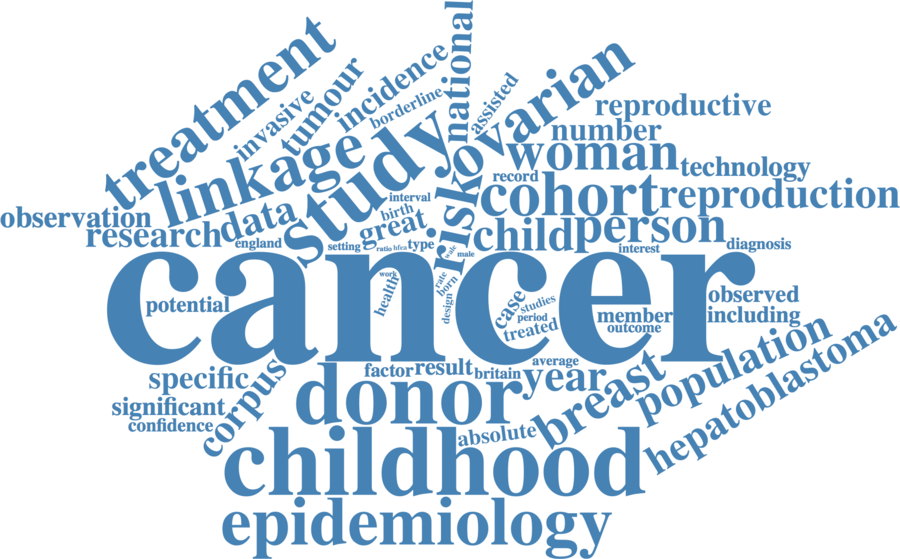 national
treatment
tumour
incidence
invasive
borderline
assisted
ovarian
reproductive
number
linkage
study
risk
woman
technology
record
cohort
reproduction
observation
data
interval
birth
great
research
england
setting
ratio
hfea
type
child
person
male
interest
diagnosis
cancer
work
health
rate
born
design
case
studies
period
treated
member
outcome
potential
observed
including
factor
result
britain
average
year
specific
significant
confidence
corpus
donor
breast
population
hepatoblastoma
absolute
childhood
epidemiology